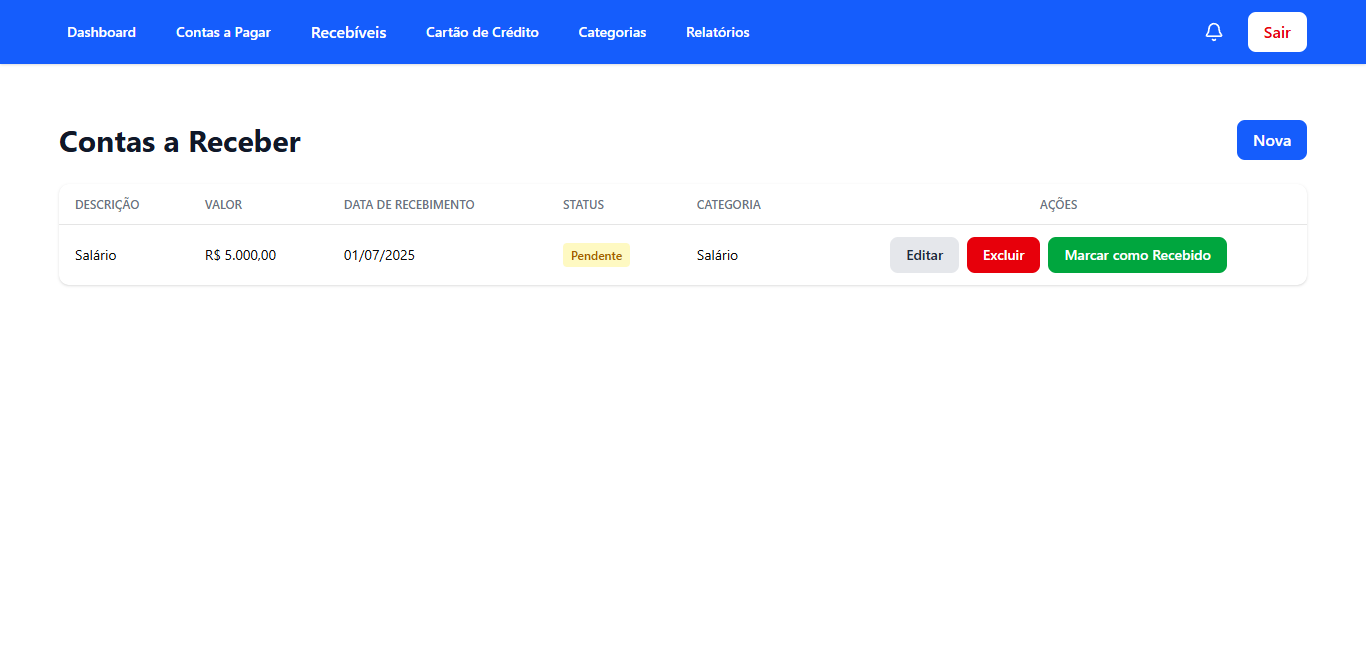 Dashboard Contas a Pagar Recebíveis Cartão de Crédito Categorias Relatórios Sair
Contas a Receber Nova
DESCRIÇÃO VALOR DATA DE RECEBIMENTO STATUS CATEGORIA AÇÕES
Salário R$ 5.000,00 01/07/2025 Pendente Salário Editar Excluir Marcar como Recebido